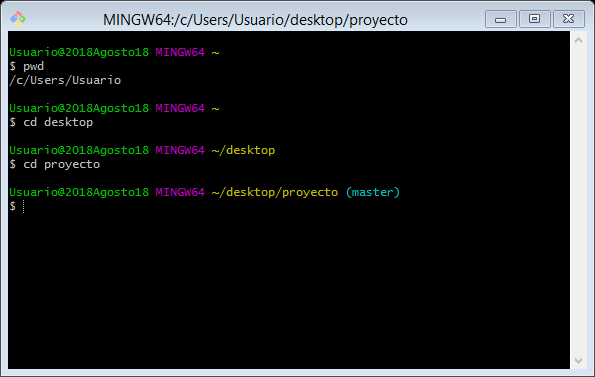 MINGW64:/c/Users/Usuario/desktop/proyecto
Usuario@2018Agosto18 MINGW64 ~
$ pwd
/c/Users/Usuario
Usuario@2018Agosto18 MINGW64 ~
$ cd desktop
Usuario@2018Agosto18 MINGW64 ~/desktop
$ cd proyecto
Usuario@2018Agosto18 MINGW64 ~/desktop/proyecto (master)
$